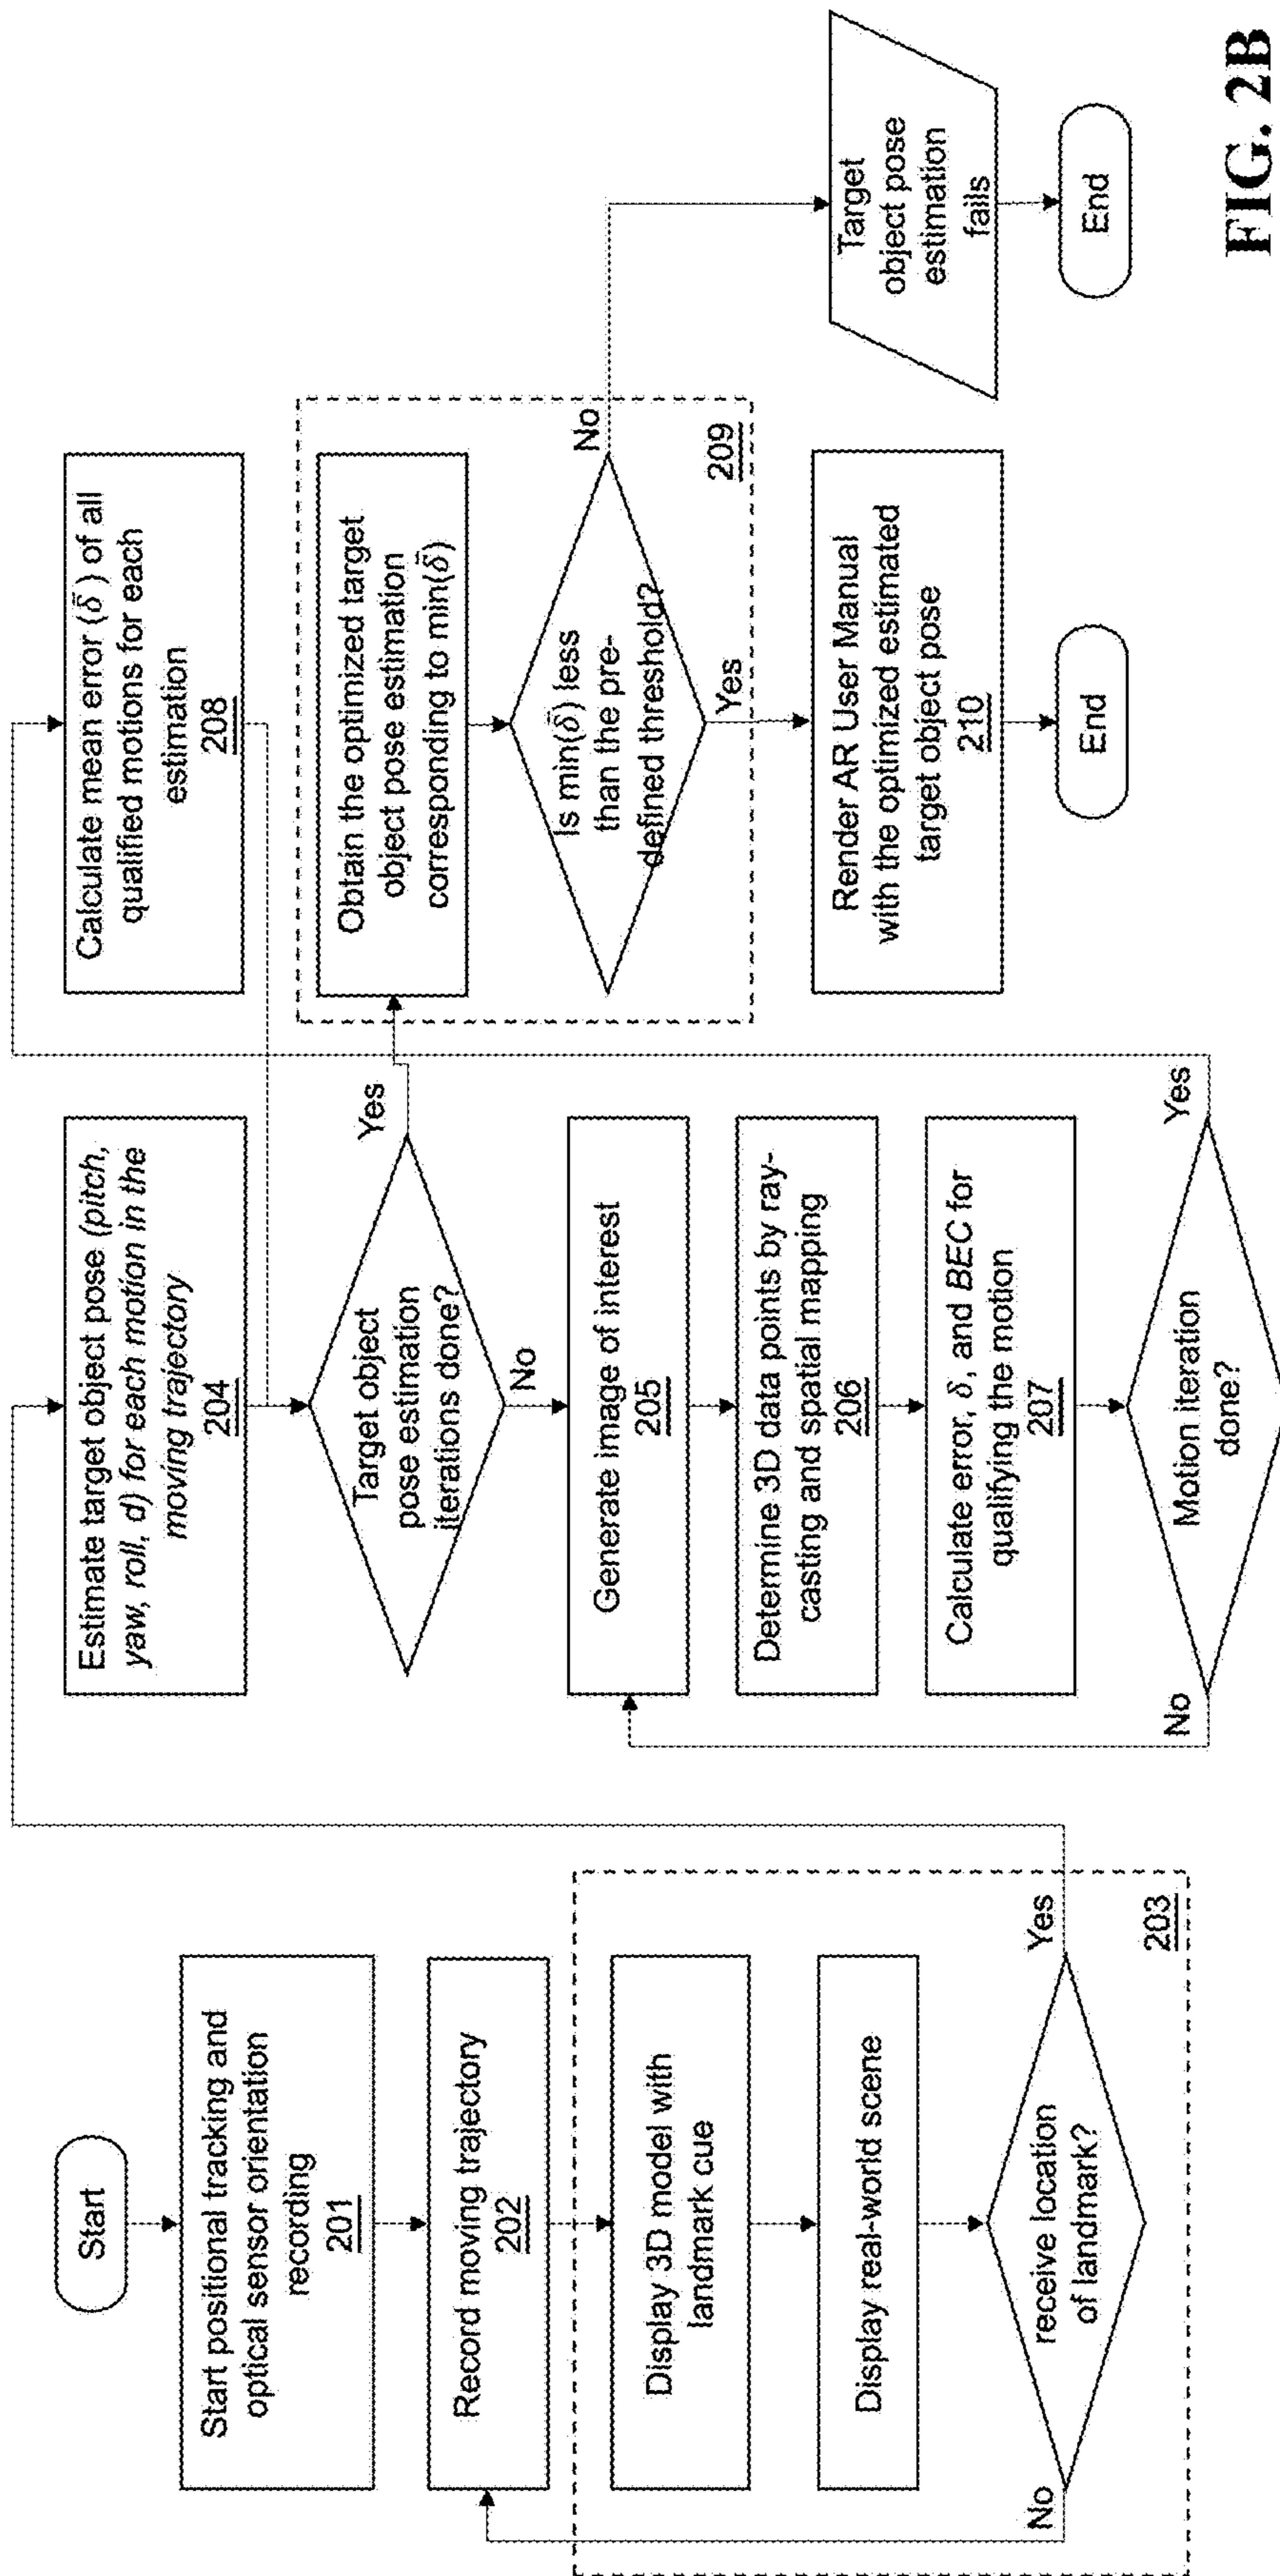 Start
Start positional tracking and
optical sensor orientation
recording
201
Record moving trajectory
202
Display 3D model with
landmark cue
Display real-world scene
receive location
of landmark?
No
Yes
203
Estimate target object pose (pitch,
yaw, roll, d) for each motion in the
moving trajectory
204
Target object
pose estimation
iterations done?
Yes
No
Generate image of interest
205
Determine 3D data points by ray-
casting and spatial mapping
206
Calculate error, δ, and BEC for
qualifying the motion
207
Motion iteration
done?
No
Yes
Calculate mean error (δ̄ ) of all
qualified motions for each
estimation
208
Obtain the optimized target
object pose estimation
corresponding to min(δ̄)
Is min(δ̄) less
than the pre-
defined threshold?
No
Yes
209
Render AR User Manual
with the optimized estimated
target object pose
210
End
Target
object pose
estimation
fails
End
FIG. 2B